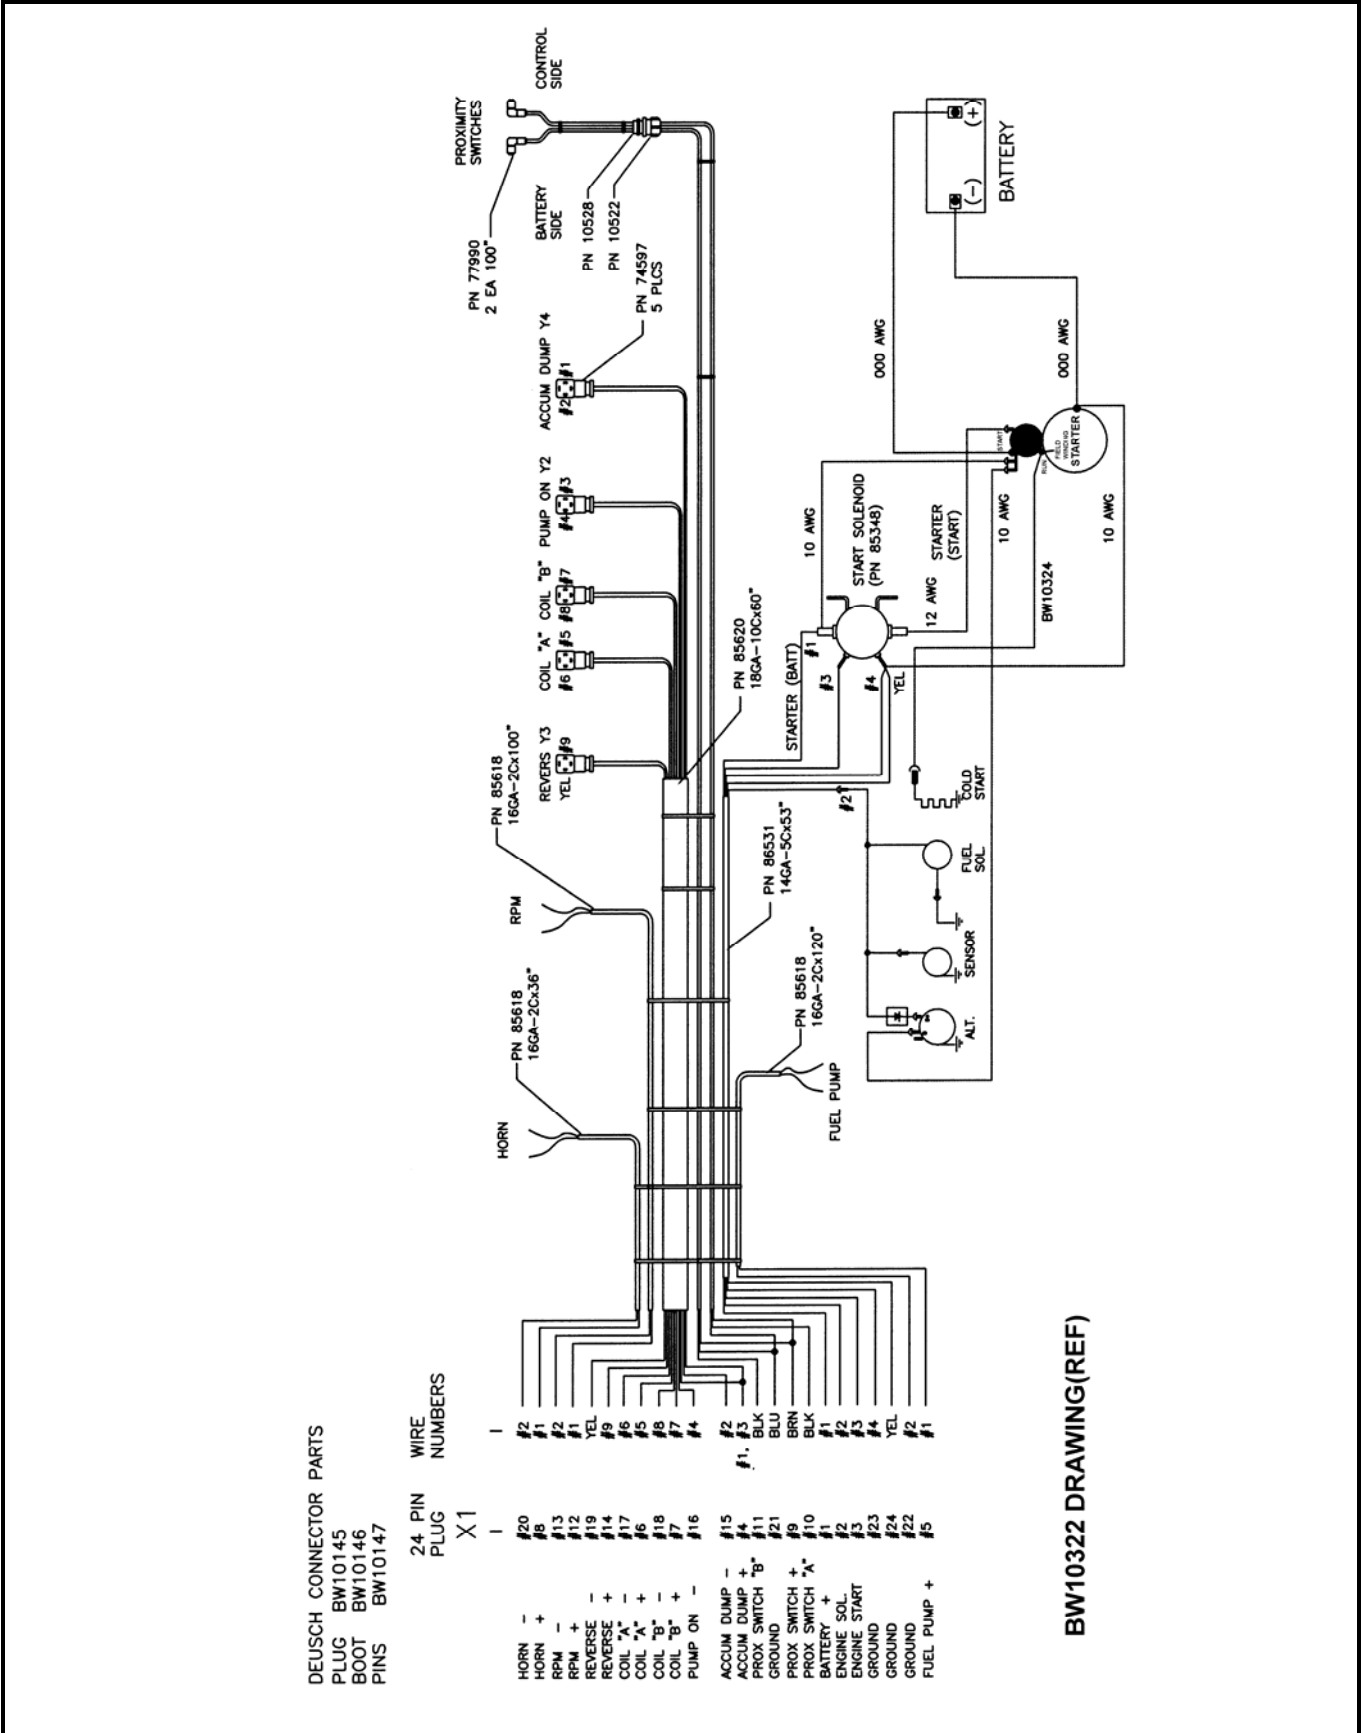 DEUSCH CONNECTOR PARTS
PLUG BW10145
BOOT BW10146
PINS BW10147
24 PIN
PLUG
X1
WIRE
NUMBERS
HORN - #20 #2
HORN + #8 #1
RPM - #13 #2
RPM + #12 #1
REVERSE - #19 YEL
REVERSE + #14 #9
COIL "A" - #17 #6
COIL "A" + #6 #5
COIL "B" - #18 #8
COIL "B" + #7 #7
PUMP ON - #16 #4
ACCUM DUMP - #15 #2
ACCUM DUMP + #4 #1. #3
PROX SWITCH "B" #11 BLK
GROUND #21 BLU
PROX SWITCH + #9 BRN
PROX SWITCH "A" #10 BLK
BATTERY + #1 #1
ENGINE SOL. #2 #2
ENGINE START #3 #3
GROUND #23 #4
GROUND #24 YEL
GROUND #22 #2
FUEL PUMP + #5 #1
HORN
PN 85618
16GA-2Cx36"
RPM
PN 85618
16GA-2Cx100"
REVERS Y3
YEL #9
COIL "A"
#6 #5
COIL "B"
#8 #7
PUMP ON Y2
#4 #3
ACCUM DUMP Y4
#2 #1
PN 74597
5 PLCS
PN 77990
2 EA 100"
PROXIMITY
SWITCHES
BATTERY
SIDE
CONTROL
SIDE
PN 10528
PN 10522
PN 85620
18GA-10Cx60"
PN 86531
14GA-5Cx53"
FUEL PUMP
PN 85618
16GA-2Cx120"
STARTER (BATT)
#1
#3
#4
YEL
#2
START SOLENOID
(PN 85348)
10 AWG
12 AWG
STARTER
(START)
10 AWG
BW10324
10 AWG
000 AWG
000 AWG
START
RUN
FIELD
WINDING
STARTER
(-)
(+)
BATTERY
ALT.
SENSOR
FUEL
SOL.
COLD
START
BW10322 DRAWING(REF)